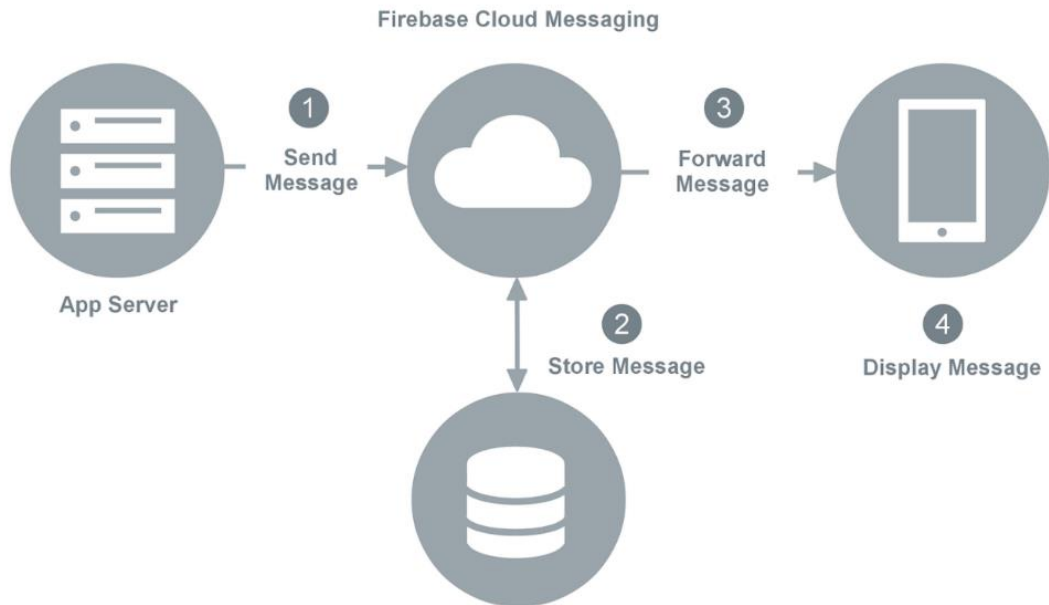 Firebase Cloud Messaging
1
Send
Message
3
Forward
Message
App Server
2
Store Message
4
Display Message